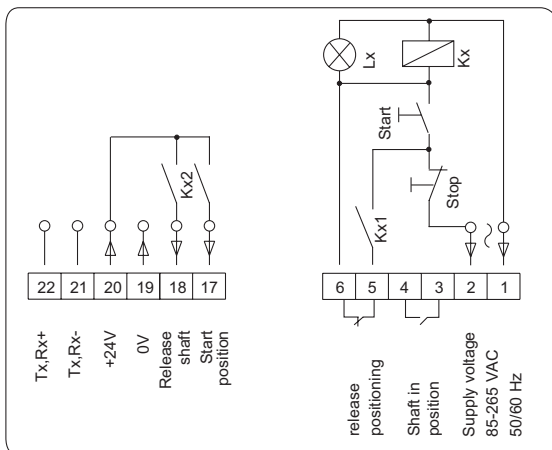 Lx
Kx
Start
Stop
Kx1
Kx2
22
21
20
19
18
17
6
5
4
3
2
1
Tx,Rx+
Tx,Rx-
+24V
0V
Release
shaft
Start
position
release
positioning
Shaft in
position
Supply voltage
85-265 VAC
50/60 Hz